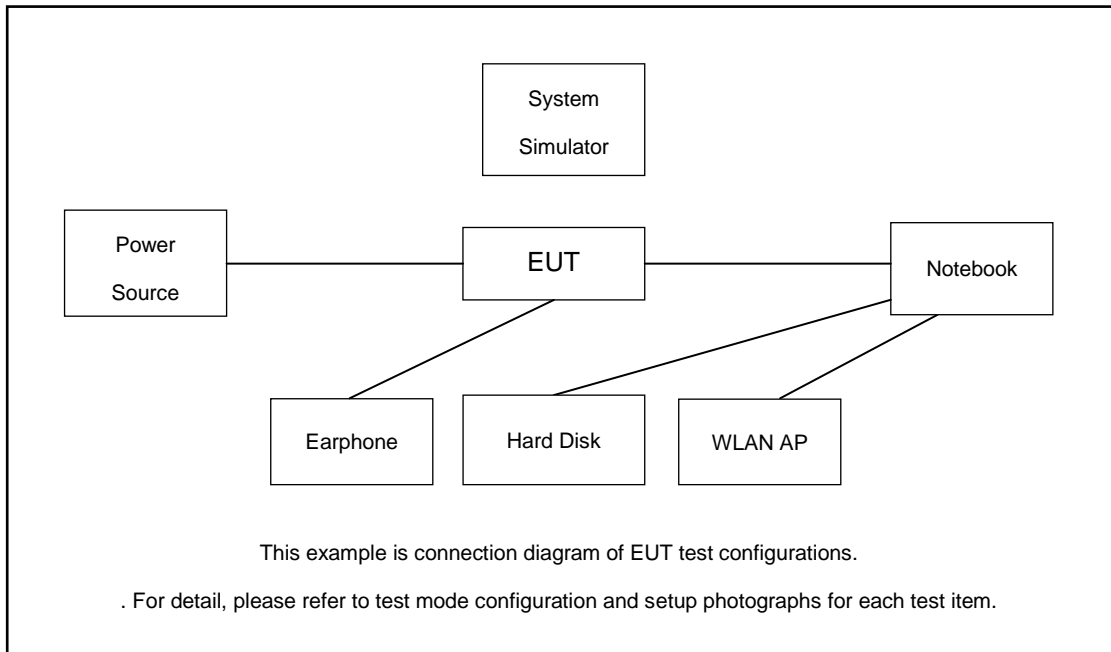 System
Simulator
Power
Source
EUT
Notebook
Earphone
Hard Disk
WLAN AP
This example is connection diagram of EUT test configurations.
. For detail, please refer to test mode configuration and setup photographs for each test item.